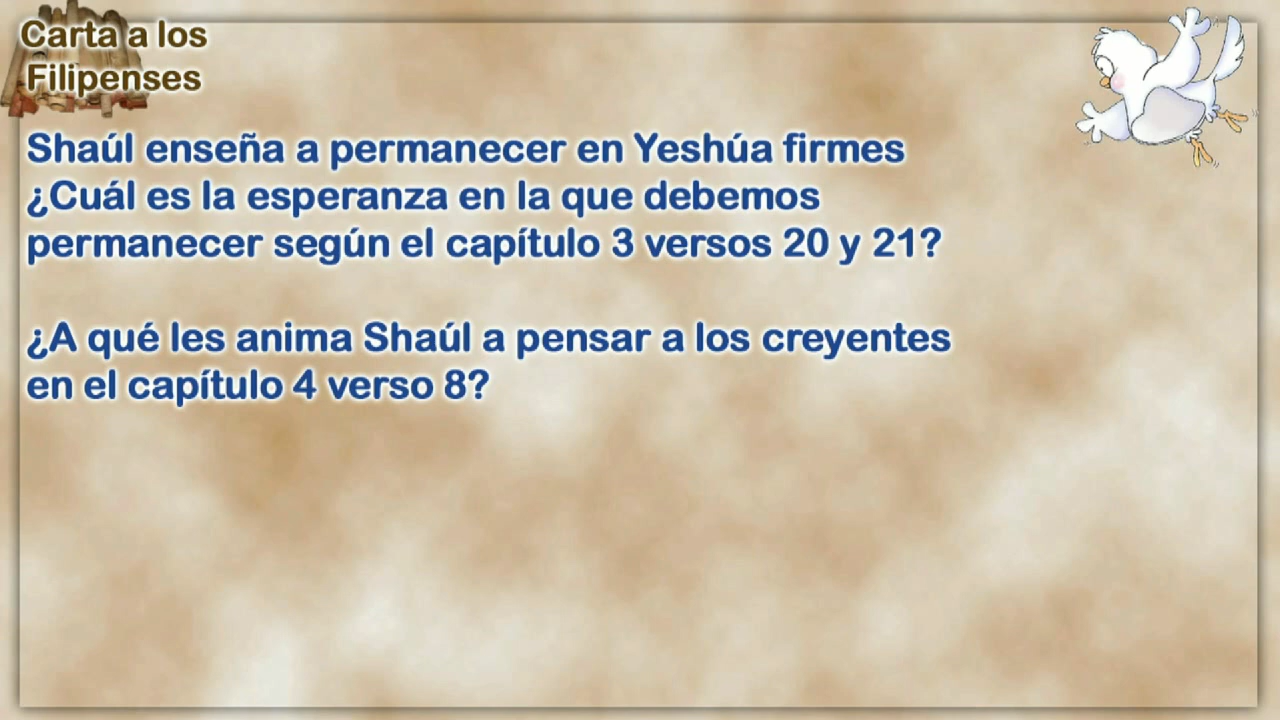 Carta a los
Filipenses
Shaúl enseña a permanecer en Yeshúa firmes
¿Cuál es la esperanza en la que debemos
permanecer según el capítulo 3 versos 20 y 21?
¿A qué les anima Shaúl a pensar a los creyentes
en el capítulo 4 verso 8?